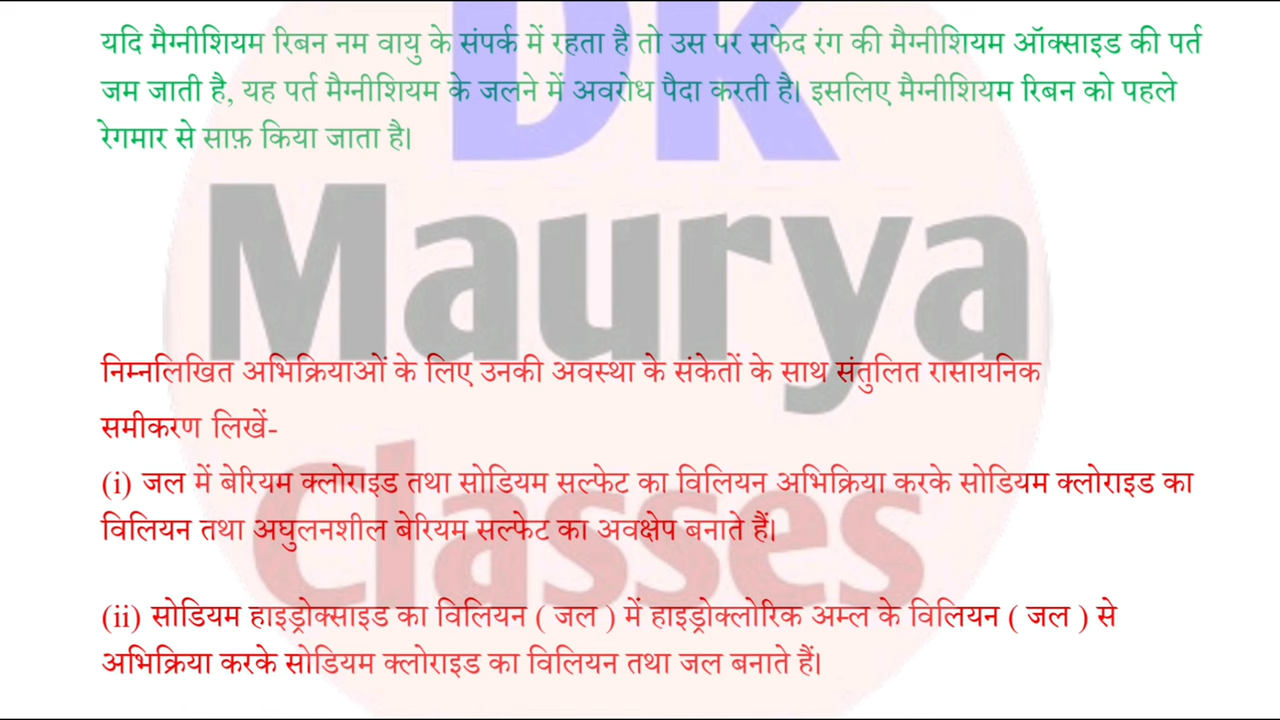 DK
यदि मैग्नीशियम रिबन नम वायु के संपर्क में रहता है तो उस पर सफेद रंग की मैग्नीशियम ऑक्साइड की पर्त
जम जाती है, यह पर्त मैग्नीशियम के जलने में अवरोध पैदा करती है। इसलिए मैग्नीशियम रिबन को पहले
रेगमार से साफ़ किया जाता है।
Maurya
निम्नलिखित अभिक्रियाओं के लिए उनकी अवस्था के संकेतों के साथ संतुलित रासायनिक
समीकरण लिखें-
Classes
(i) जल में बेरियम क्लोराइड तथा सोडियम सल्फेट का विलियन अभिक्रिया करके सोडियम क्लोराइड का
विलियन तथा अघुलनशील बेरियम सल्फेट का अवक्षेप बनाते हैं।
(ii) सोडियम हाइड्रोक्साइड का विलियन ( जल ) में हाइड्रोक्लोरिक अम्ल के विलियन ( जल ) से
अभिक्रिया करके सोडियम क्लोराइड का विलियन तथा जल बनाते हैं।